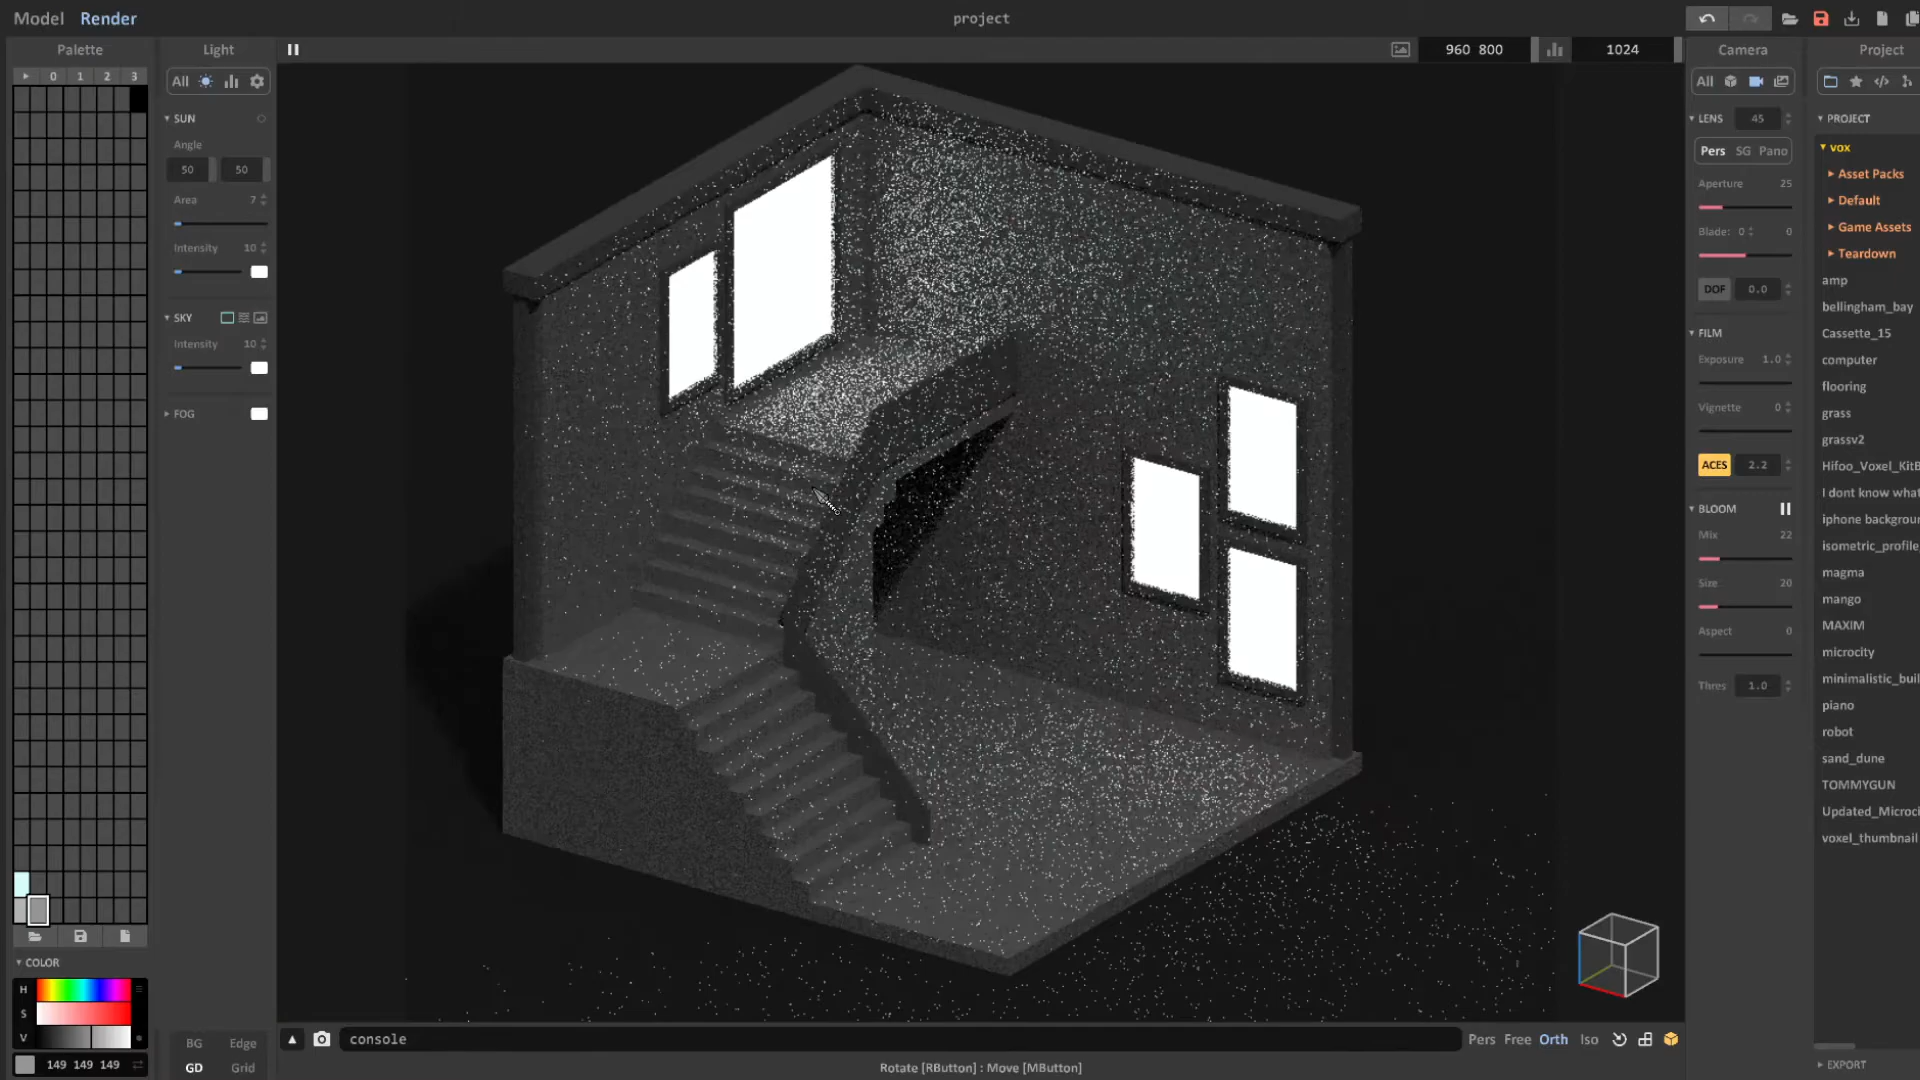 Model Render
project
Palette
0 1 2 3
COLOR
H
S
V
149 149 149
Light
All
SUN
Angle
50 50
Area 7
Intensity 10
SKY
Intensity 10
FOG
BG Edge
GD Grid
960 800
1024
console
Pers Free Orth Iso
Rotate [RButton] : Move [MButton]
Camera
All
LENS 45
Pers SG Pano
Aperture 25
Blade: 0 0
DOF 0.0
FILM
Exposure 1.0
Vignette 0
ACES 2.2
BLOOM
Mix 22
Size 20
Aspect 0
Thres 1.0
Project
PROJECT
vox
Asset Packs
Default
Game Assets
Teardown
amp
bellingham_bay
Cassette_15
computer
flooring
grass
grassv2
Hifoo_Voxel_KitB
I dont know what
iphone backgrou
isometric_profile
magma
mango
MAXIM
microcity
minimalistic_buil
piano
robot
sand_dune
TOMMYGUN
Updated_Microci
voxel_thumbnail
EXPORT